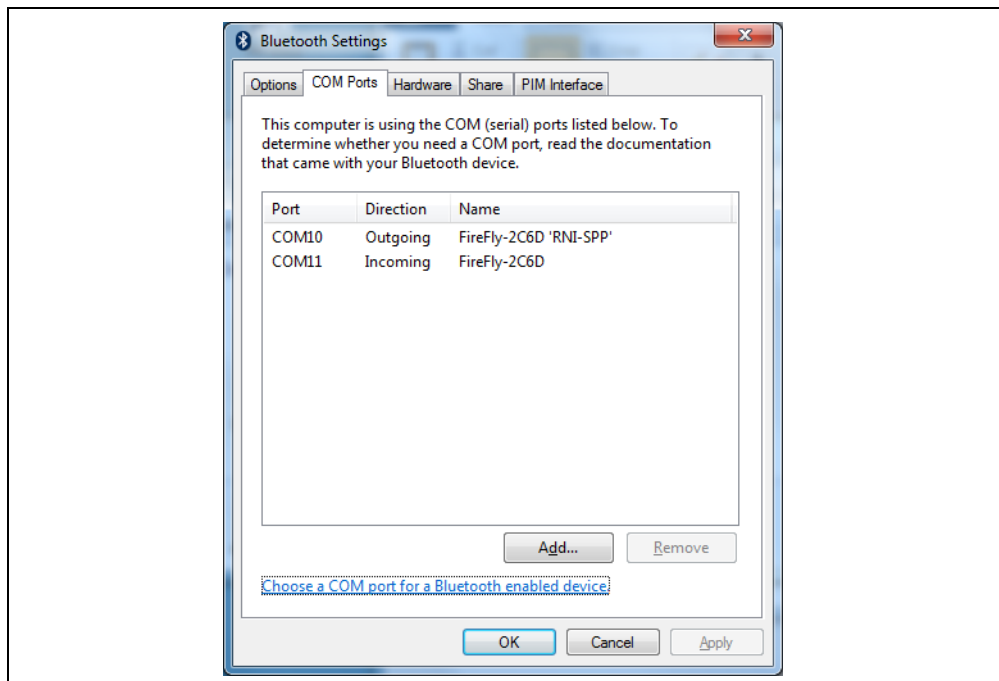 Bluetooth Settings
Options COM Ports Hardware Share PIM Interface
This computer is using the COM (serial) ports listed below. To
determine whether you need a COM port, read the documentation
that came with your Bluetooth device.
Port Direction Name
COM10 Outgoing FireFly-2C6D 'RNI-SPP'
COM11 Incoming FireFly-2C6D
Add... Remove
Choose a COM port for a Bluetooth enabled device.
OK Cancel Apply